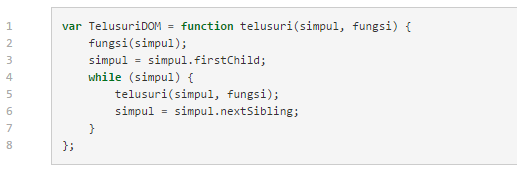 1 var TelusuriDOM = function telusuri(simpul, fungsi) {
2     fungsi(simpul);
3     simpul = simpul.firstChild;
4     while (simpul) {
5         telusuri(simpul, fungsi);
6         simpul = simpul.nextSibling;
7     }
8 };